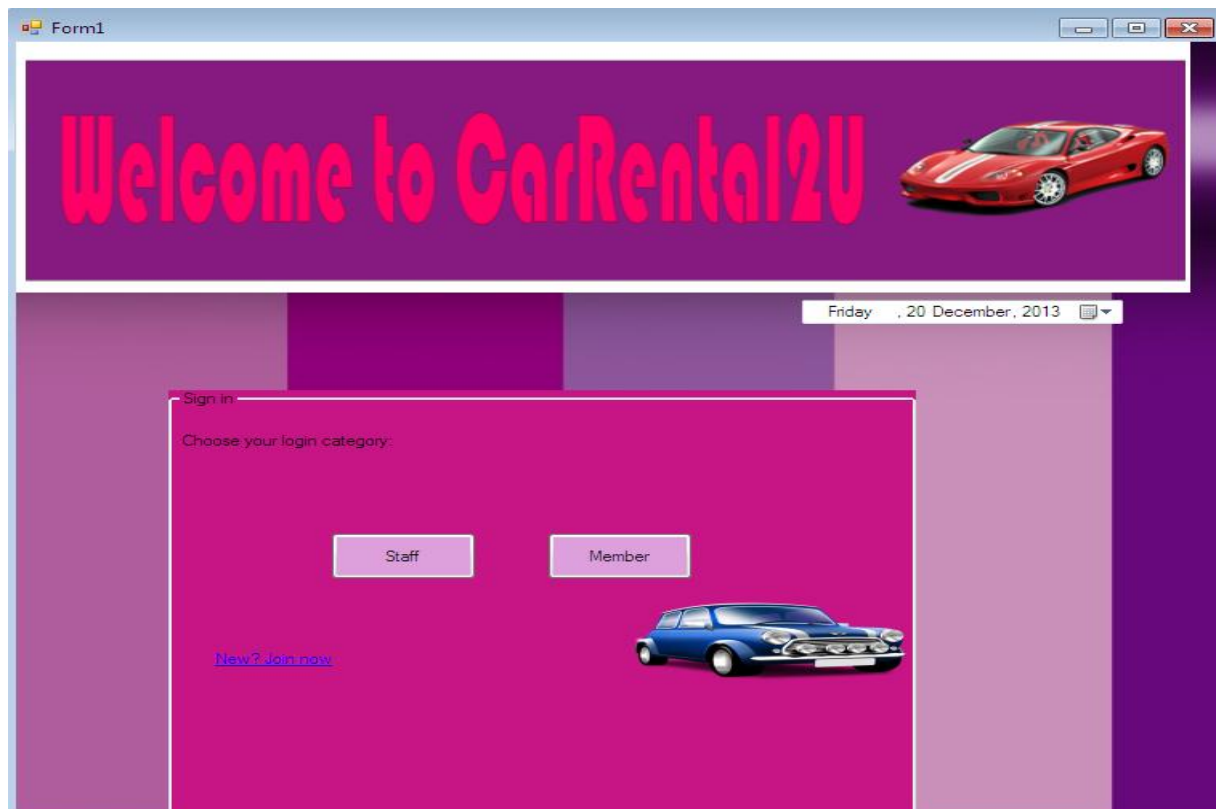 Form1
Welcome to CarRental2U
Friday , 20 December, 2013
Sign in
Choose your login category:
Staff
Member
New? Join now